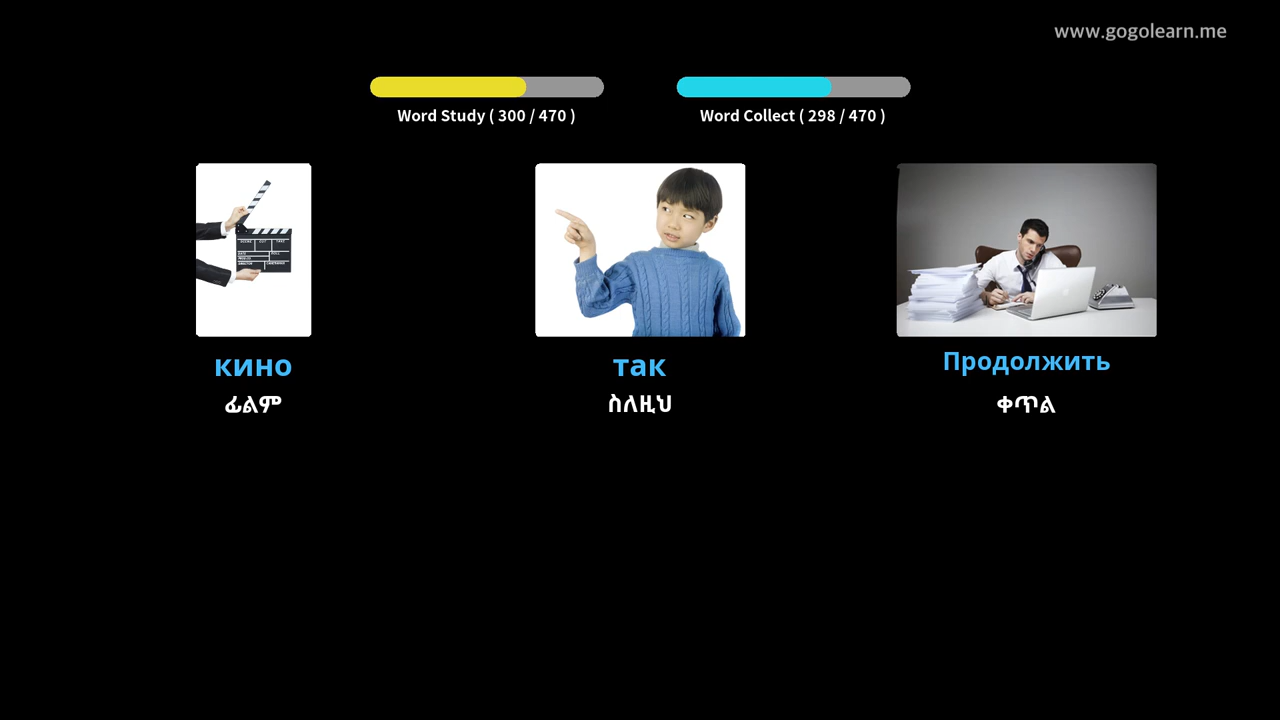 www.gogolearn.me
Word Study ( 300 / 470 )
Word Collect ( 298 / 470 )
кино
так
Продолжить
ፊልም
ስለዚህ
ቀጥል